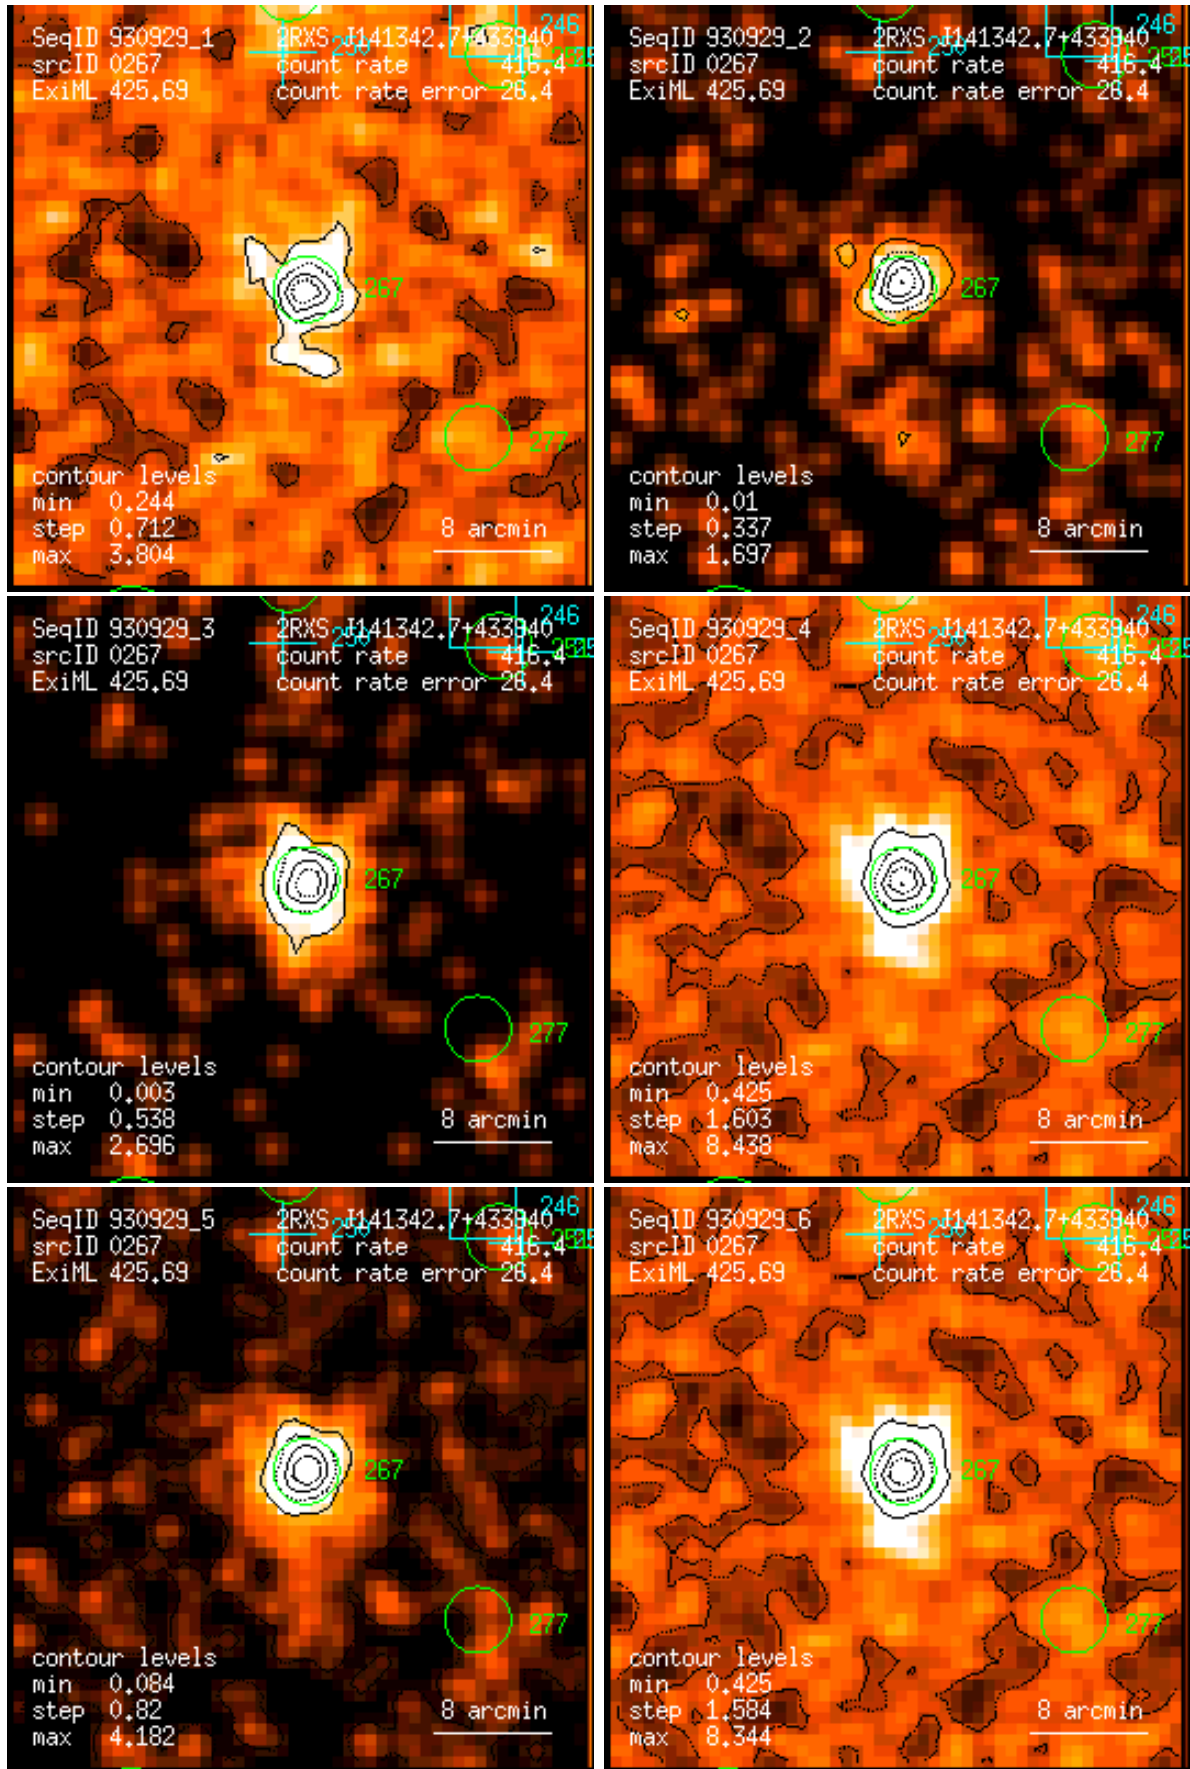 SeqID 930929_1 2RXS J141342.7+433940 246
srcID 0267 count rate 416.4
ExiML 425.69 count rate error 26.4
267
277
contour levels
min 0.244
step 0.712 8 arcmin
max 3.804
SeqID 930929_2 2RXS J141342.7+433940 246
srcID 0267 count rate 416.4
ExiML 425.69 count rate error 26.4
267
277
contour levels
min 0.01
step 0.337 8 arcmin
max 1.697
SeqID 930929_3 2RXS J141342.7+433940 246
srcID 0267 count rate 416.4
ExiML 425.69 count rate error 26.4
267
277
contour levels
min 0.003
step 0.538 8 arcmin
max 2.696
SeqID 930929_4 2RXS J141342.7+433940 246
srcID 0267 count rate 416.4
ExiML 425.69 count rate error 26.4
267
277
contour levels
min 0.425
step 1.603 8 arcmin
max 8.438
SeqID 930929_5 2RXS J141342.7+433940 246
srcID 0267 count rate 416.4
ExiML 425.69 count rate error 26.4
267
277
contour levels
min 0.084
step 0.82 8 arcmin
max 4.182
SeqID 930929_6 2RXS J141342.7+433940 246
srcID 0267 count rate 416.4
ExiML 425.69 count rate error 26.4
267
277
contour levels
min 0.425
step 1.584 8 arcmin
max 8.344